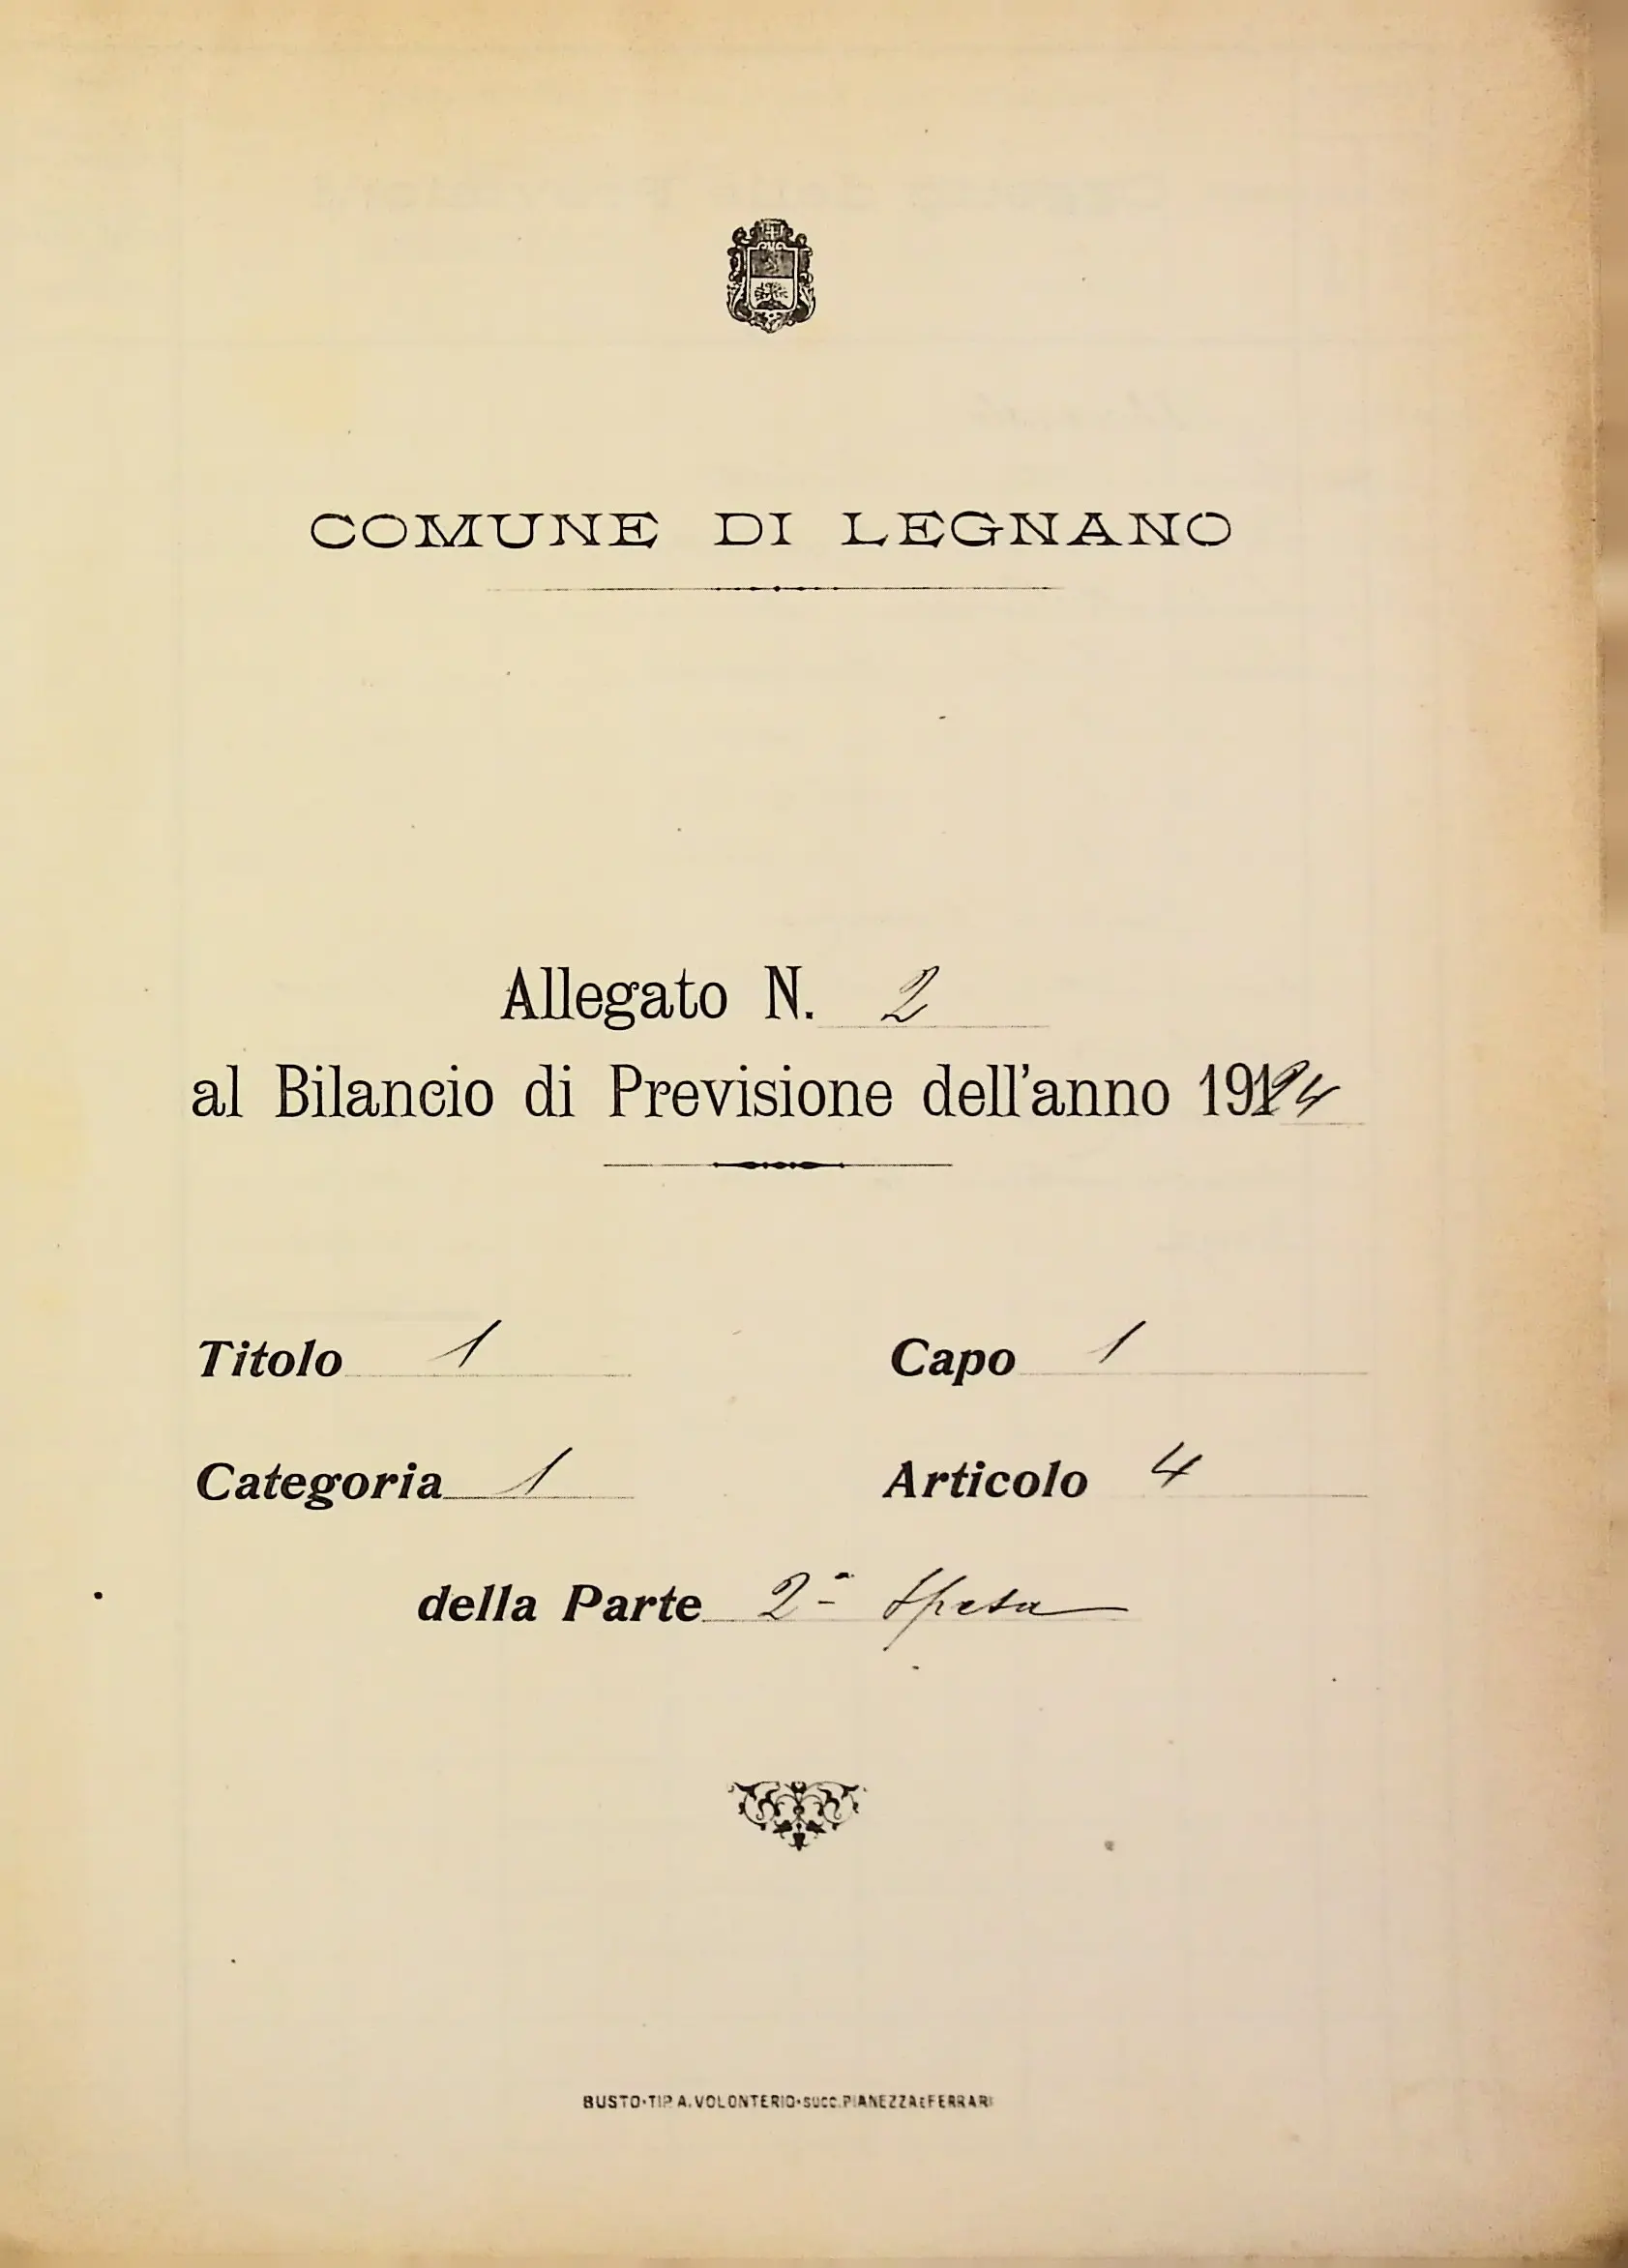 COMUNE DI LEGNANO
Allegato N. 2
al Bilancio di Previsione dell'anno 1924
Titolo 1 Capo 1
Categoria 1 Articolo 4
della Parte 2ª Spesa
BUSTO·TIP A. VOLONTERIO·SUCC. PIANEZZA E FERRARI